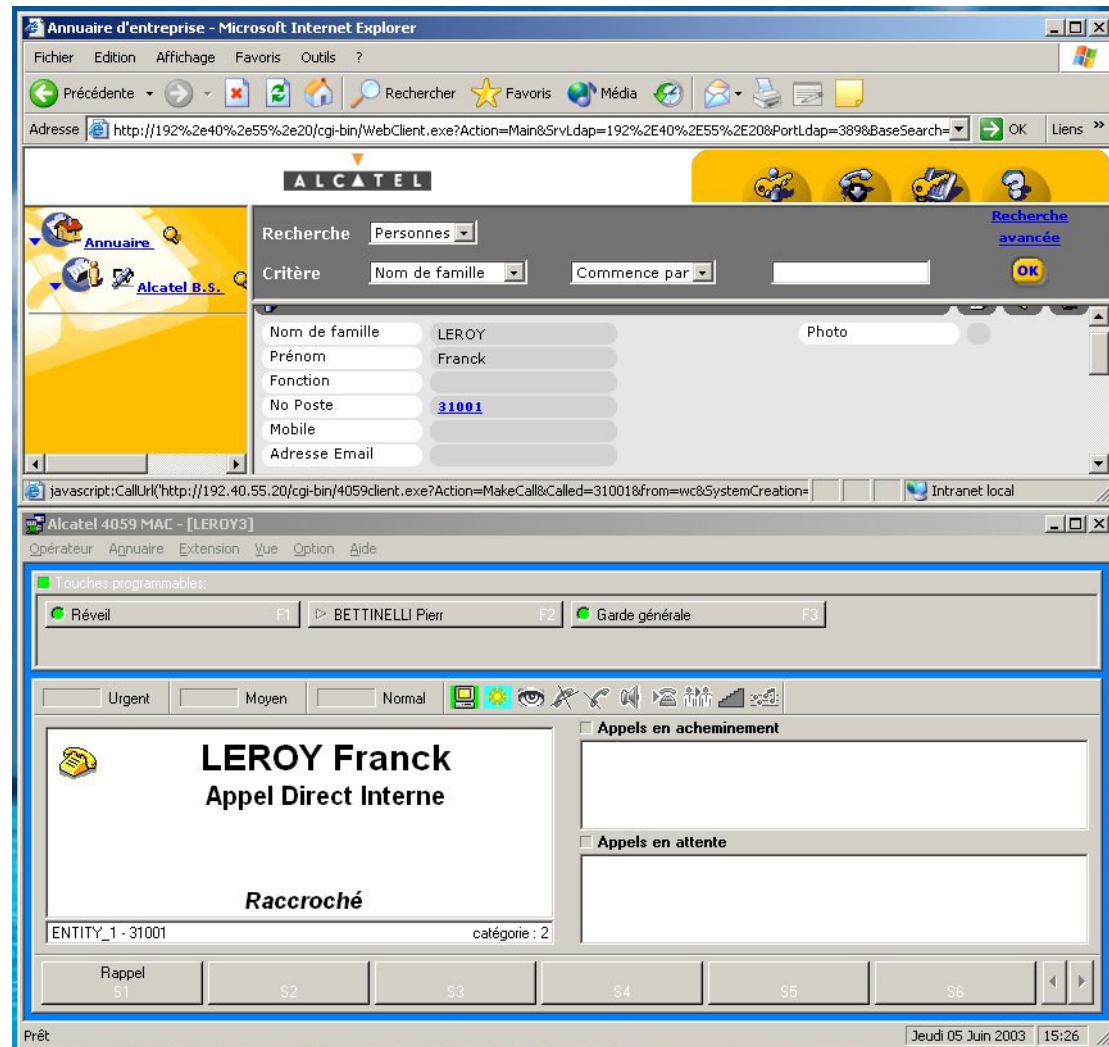 Annuaire d'entreprise - Microsoft Internet Explorer
Fichier Edition Affichage Favoris Outils ?
Précédente Rechercher Favoris Média
Adresse http://192%2e40%2e55%2e20/cgi-bin/WebClient.exe?Action=Main&SrvLdap=192%2E40%2E55%2E20&PortLdap=389&BaseSearch= OK Liens »
ALCATEL
Annuaire
Alcatel B.S.
Recherche Personnes
Recherche avancée
Critère Nom de famille Commence par OK
Nom de famille LEROY Photo
Prénom Franck
Fonction
No Poste 31001
Mobile
Adresse Email
javascript:CallUrl('http://192.40.55.20/cgi-bin/4059client.exe?Action=MakeCall&Called=31001&from=wc&SystemCreation= Intranet local
Alcatel 4059 MAC - [LEROY3]
Opérateur Annuaire Extension Vue Option Aide
Touches programmables:
Réveil F1 BETTINELLI Pierr F2 Garde générale F3
Urgent Moyen Normal
LEROY Franck
Appel Direct Interne
Raccroché
ENTITY_1 - 31001 catégorie : 2
Appels en acheminement
Appels en attente
Rappel
S1 S2 S3 S4 S5 S6
Prêt Jeudi 05 Juin 2003 15:26